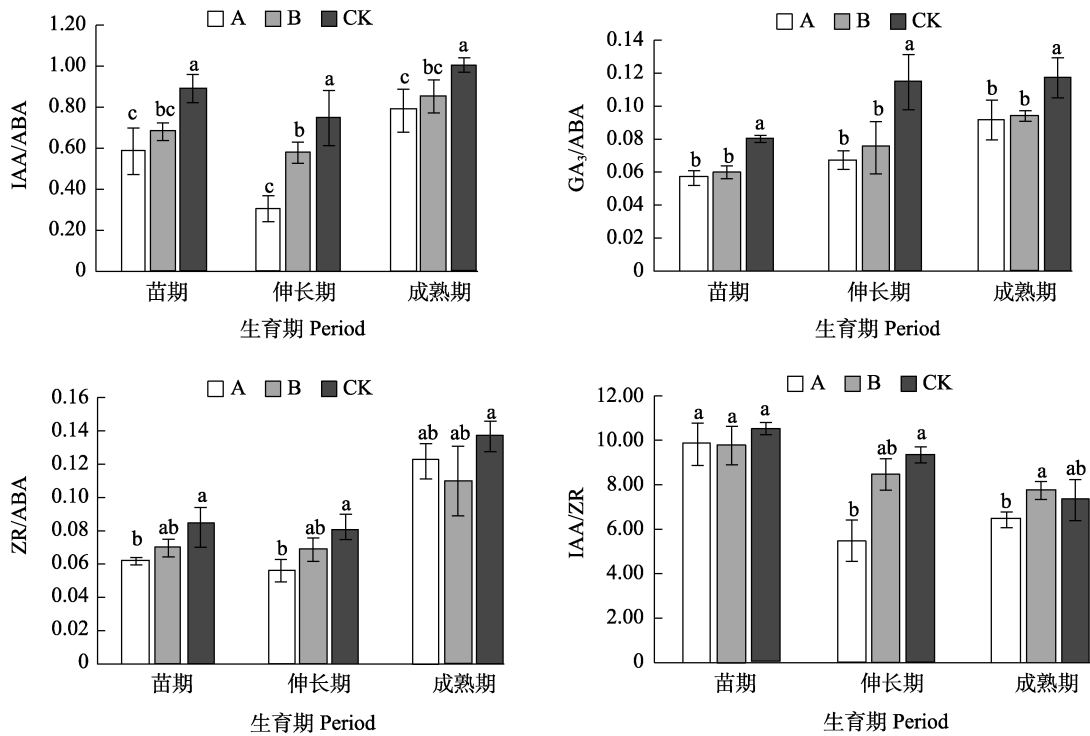 A B CK
1.20
1.00
0.80
0.60
0.40
0.20
0
IAA/ABA
c bc a
c b a
c bc a
苗期 伸长期 成熟期
生育期 Period
A B CK
0.14
0.12
0.10
0.08
0.06
0.04
0.02
0
GA₃/ABA
b b a
b b a
b b a
苗期 伸长期 成熟期
生育期 Period
A B CK
0.16
0.14
0.12
0.10
0.08
0.06
0.04
0.02
0
ZR/ABA
b ab a
b ab a
ab ab a
苗期 伸长期 成熟期
生育期 Period
A B CK
12.00
10.00
8.00
6.00
4.00
2.00
0.00
IAA/ZR
a a a
b ab a
b a ab
苗期 伸长期 成熟期
生育期 Period